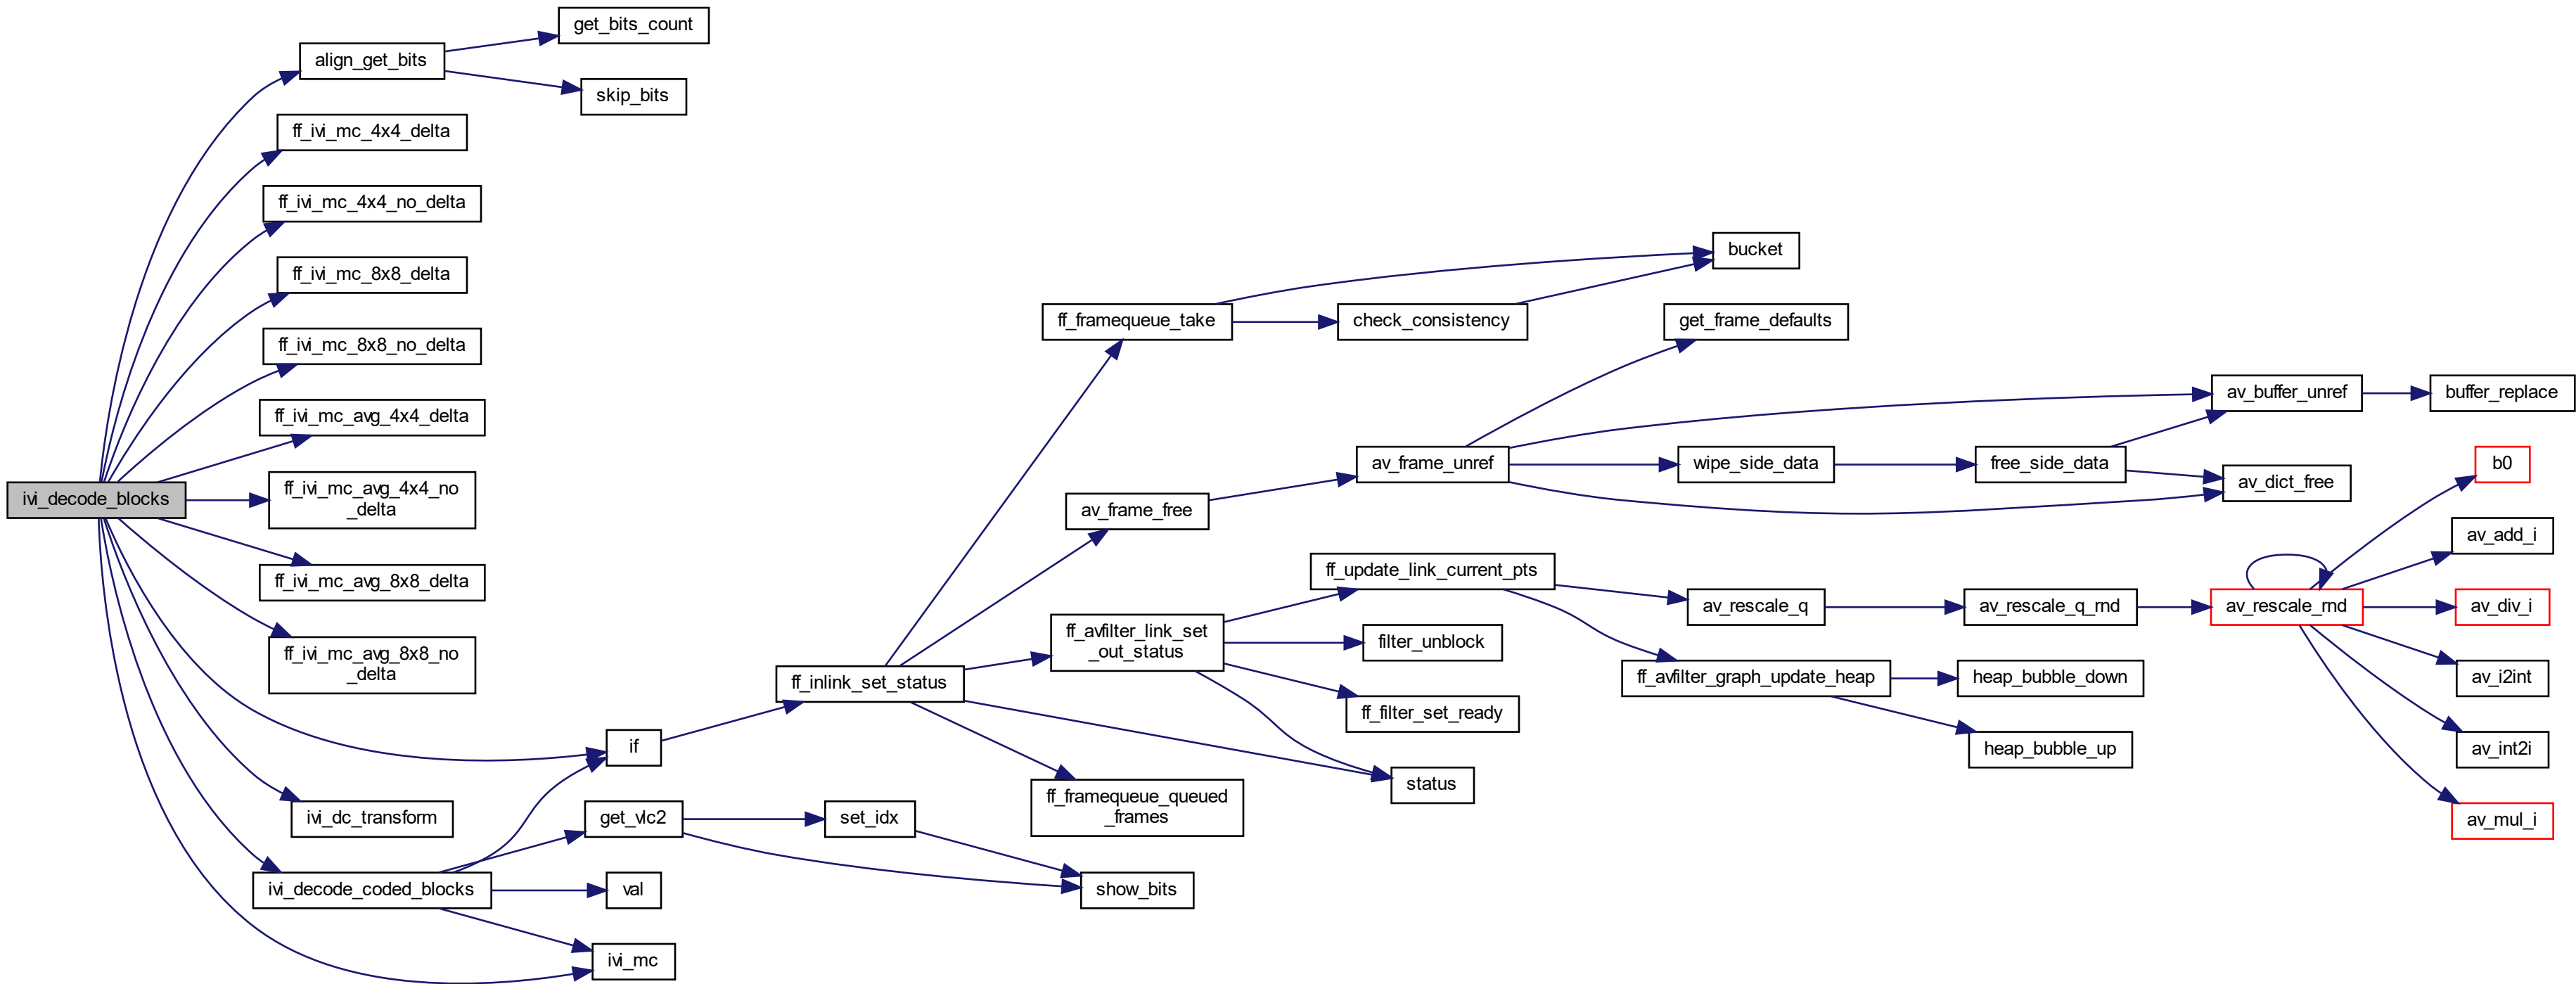 get_bits_count
align_get_bits
skip_bits
ff_ivi_mc_4x4_delta
ff_ivi_mc_4x4_no_delta
ff_ivi_mc_8x8_delta
ff_ivi_mc_8x8_no_delta
ff_ivi_mc_avg_4x4_delta
ivi_decode_blocks
ff_ivi_mc_avg_4x4_no
_delta
ff_ivi_mc_avg_8x8_delta
ff_ivi_mc_avg_8x8_no
_delta
if
ivi_dc_transform
ivi_decode_coded_blocks
get_vlc2
val
ivi_mc
set_idx
show_bits
ff_inlink_set_status
ff_framequeue_take
av_frame_free
ff_avfilter_link_set
_out_status
ff_framequeue_queued
_frames
bucket
check_consistency
get_frame_defaults
av_frame_unref
wipe_side_data
free_side_data
av_buffer_unref
buffer_replace
av_dict_free
ff_update_link_current_pts
filter_unblock
ff_filter_set_ready
status
av_rescale_q
av_rescale_q_rnd
av_rescale_rnd
ff_avfilter_graph_update_heap
heap_bubble_down
heap_bubble_up
b0
av_add_i
av_div_i
av_i2int
av_int2i
av_mul_i